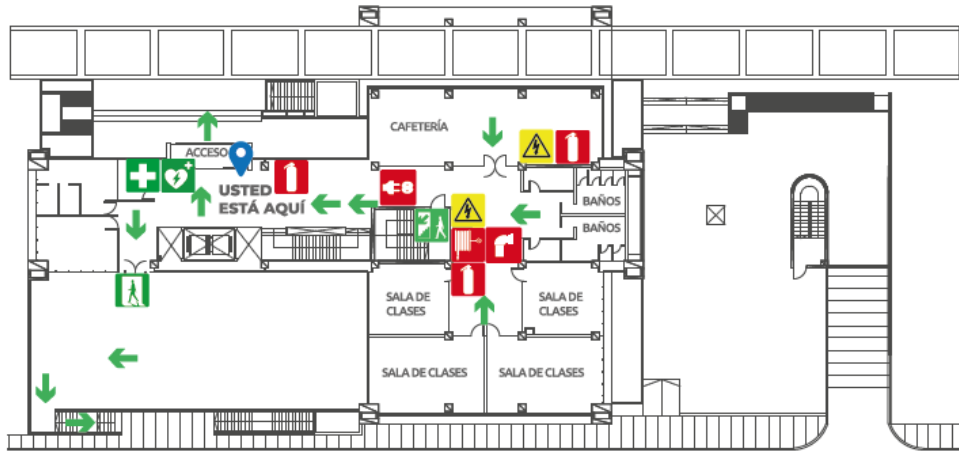 CAFETERÍA
ACCESO
USTED
ESTÁ AQUÍ
BAÑOS
BAÑOS
SALA DE
CLASES
SALA DE
CLASES
SALA DE CLASES
SALA DE CLASES